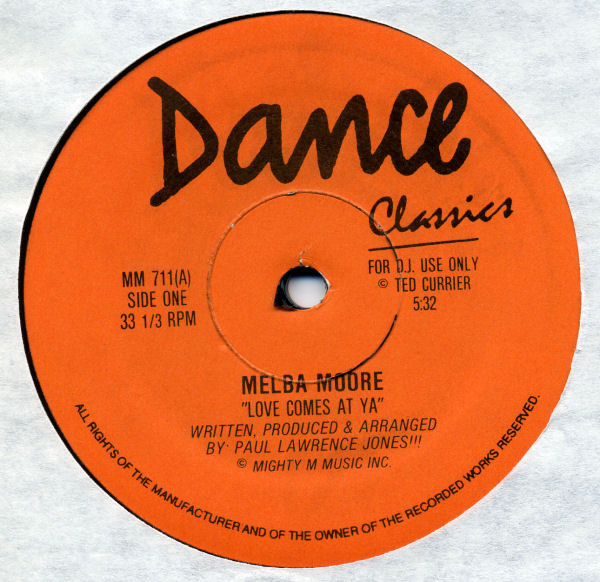 Dance
Classics
MM 711(A)
SIDE ONE
33 1/3 RPM
FOR D.J. USE ONLY
© TED CURRIER
5:32
MELBA MOORE
"LOVE COMES AT YA"
WRITTEN, PRODUCED & ARRANGED
BY: PAUL LAWRENCE JONES!!!
© MIGHTY M MUSIC INC.
ALL RIGHTS OF THE MANUFACTURER AND OF THE OWNER OF THE RECORDED WORKS RESERVED.